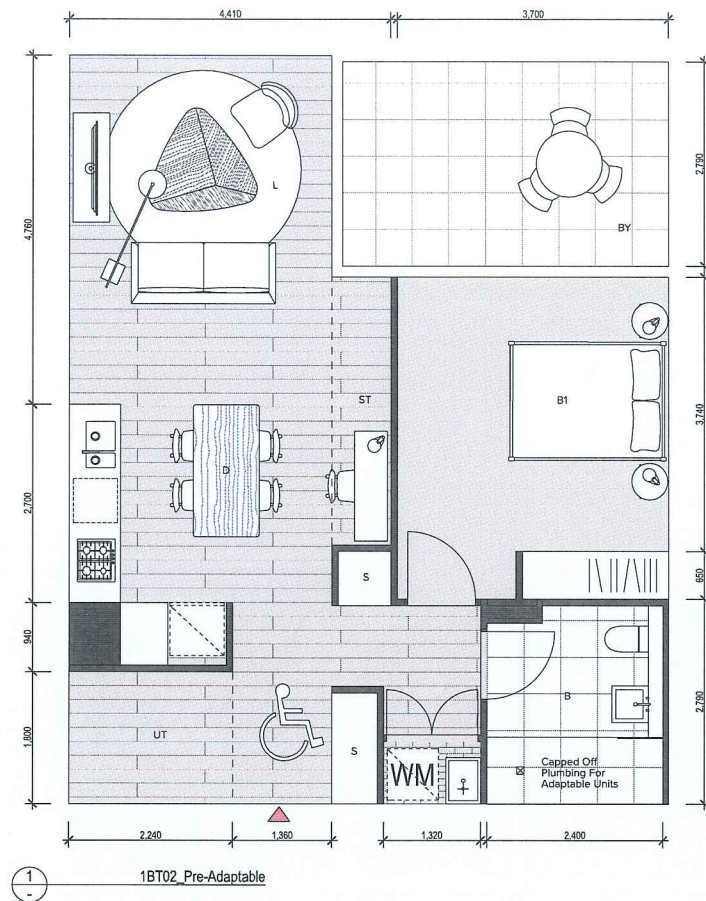 4,410
3,700
4,760
2,790
L
BY
ST
B1
3,740
D
2,700
S
650
940
UT
S
B
2,790
1,800
WM
Capped Off
Plumbing For
Adaptable Units
2,240
1,360
1,320
2,400
1
-
1BT02_Pre-Adaptable